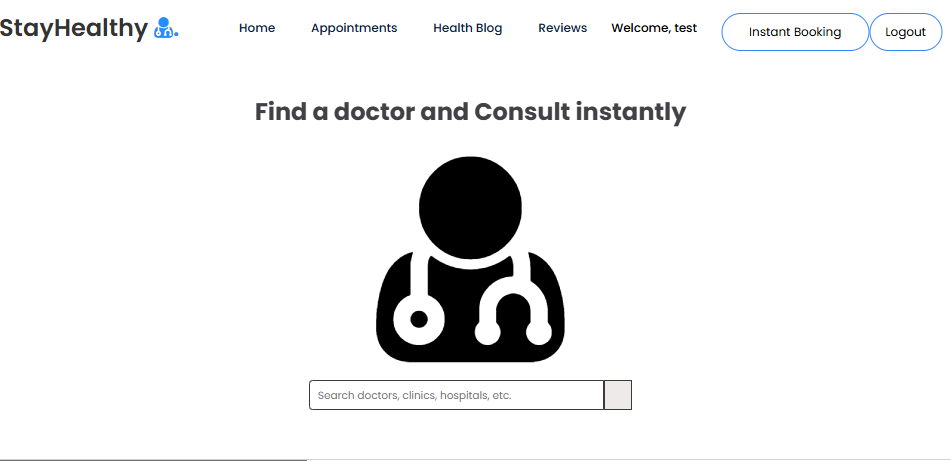 StayHealthy
Home Appointments Health Blog Reviews Welcome, test Instant Booking Logout
Find a doctor and Consult instantly
Search doctors, clinics, hospitals, etc.